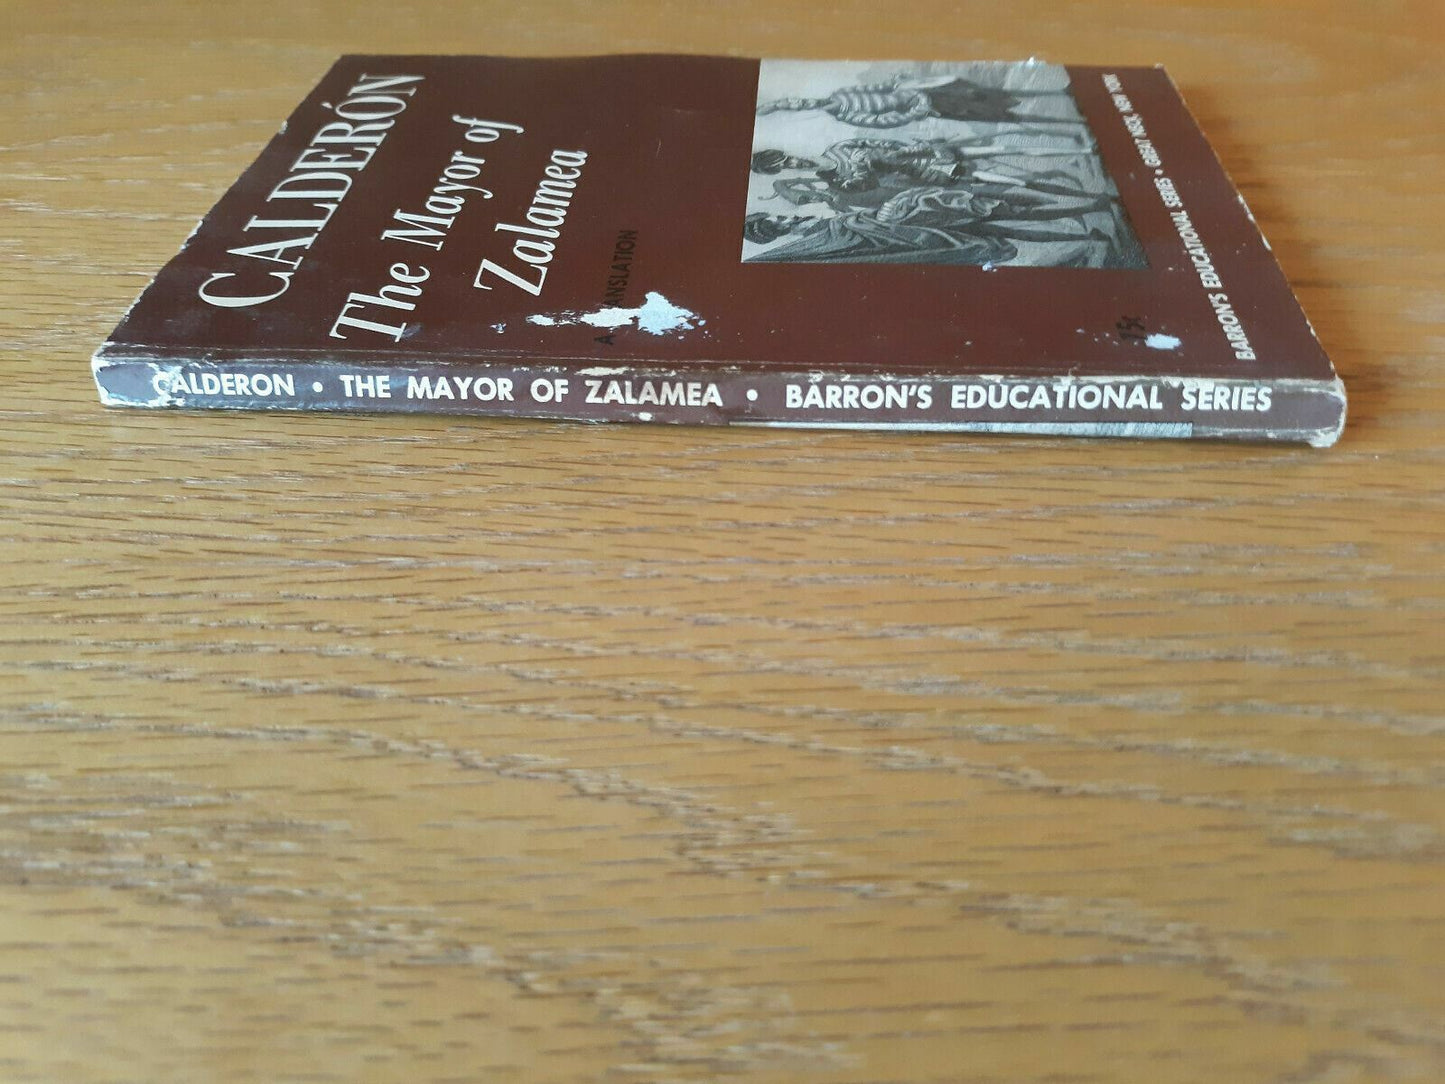 CALDERÓN
The Mayor of
Zalamea
A TRANSLATION
75¢
BARRON'S EDUCATIONAL SERIES • GREAT NECK, NEW YORK
CALDERON • THE MAYOR OF ZALAMEA • BARRON'S EDUCATIONAL SERIES